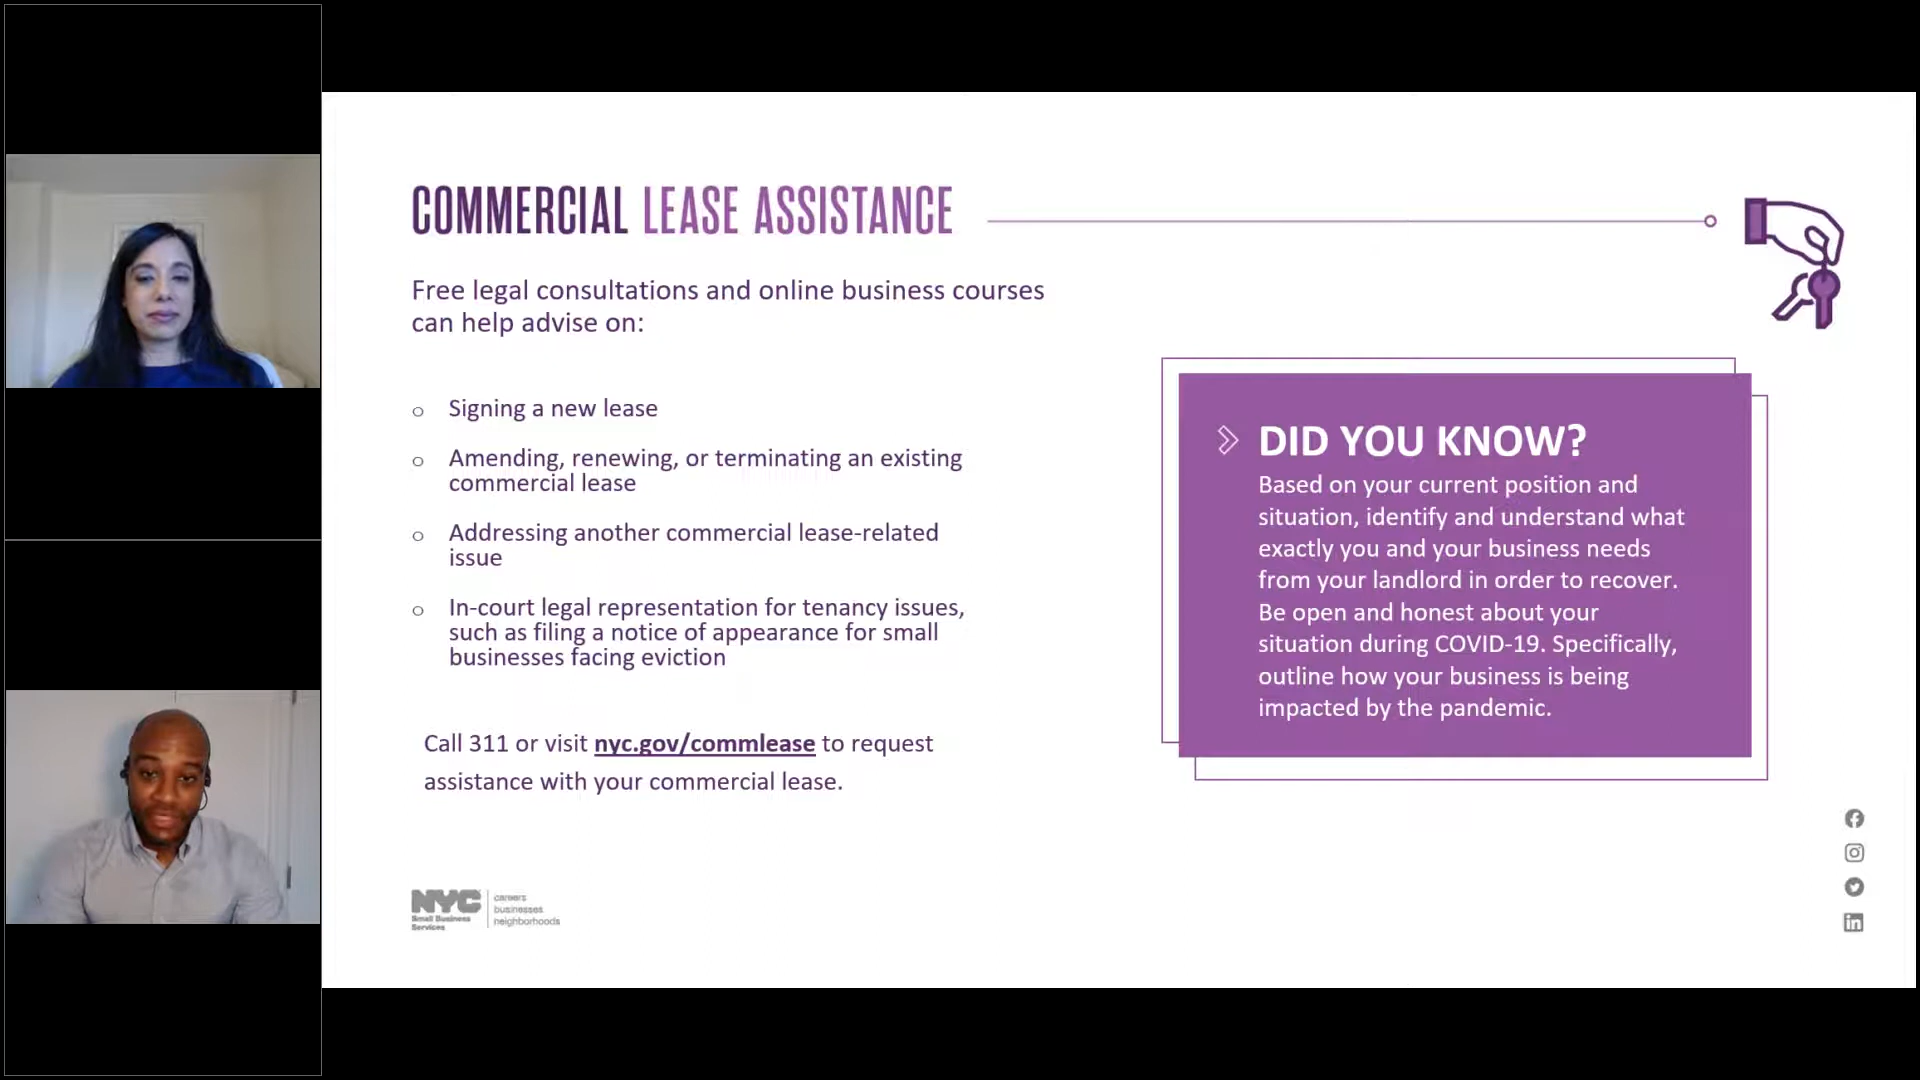 COMMERCIAL LEASE ASSISTANCE
Free legal consultations and online business courses
can help advise on:
o Signing a new lease
o Amending, renewing, or terminating an existing
commercial lease
o Addressing another commercial lease-related
issue
o In-court legal representation for tenancy issues,
such as filing a notice of appearance for small
businesses facing eviction
Call 311 or visit nyc.gov/commlease to request
assistance with your commercial lease.
DID YOU KNOW?
Based on your current position and
situation, identify and understand what
exactly you and your business needs
from your landlord in order to recover.
Be open and honest about your
situation during COVID-19. Specifically,
outline how your business is being
impacted by the pandemic.
NYC
Small Business
Services
careers
businesses
neighborhoods
in